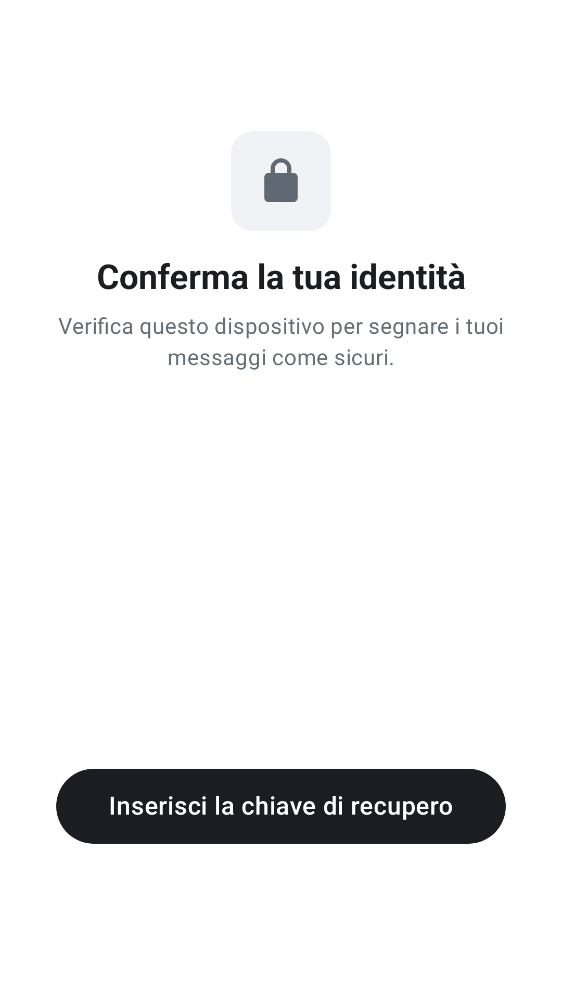 Conferma la tua identità
Verifica questo dispositivo per segnare i tuoi
messaggi come sicuri.
Inserisci la chiave di recupero